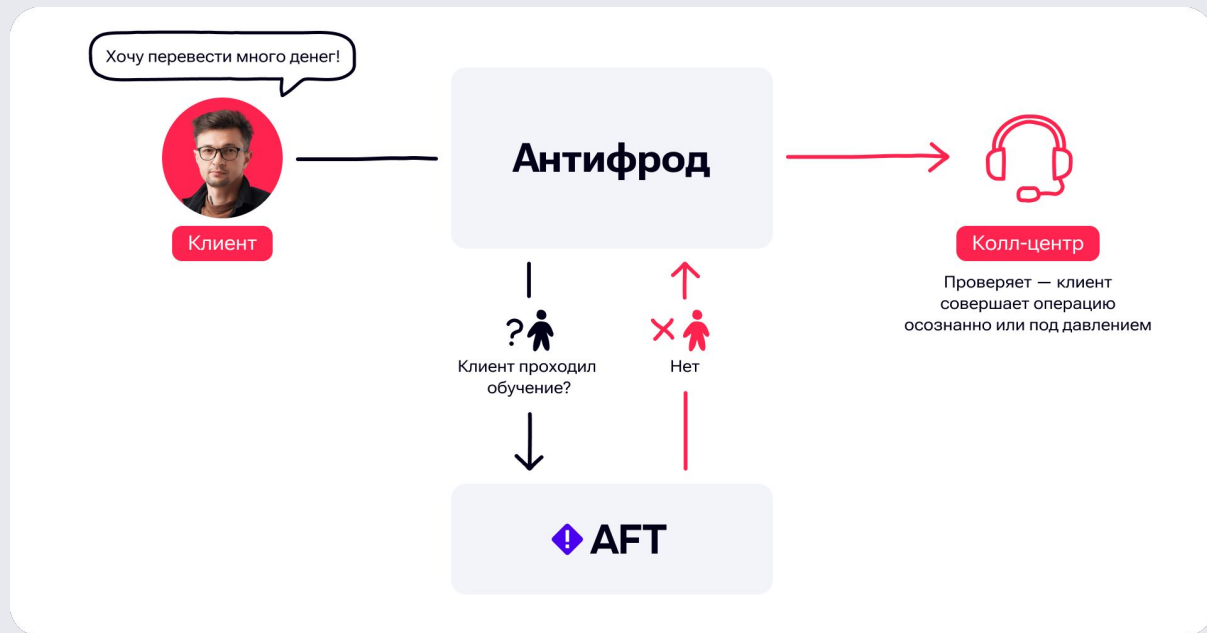 Хочу перевести много денег!
Клиент
Антифрод
Колл-центр
Проверяет — клиент
совершает операцию
осознанно или под давлением
?
Клиент проходил
обучение?
Нет
AFT